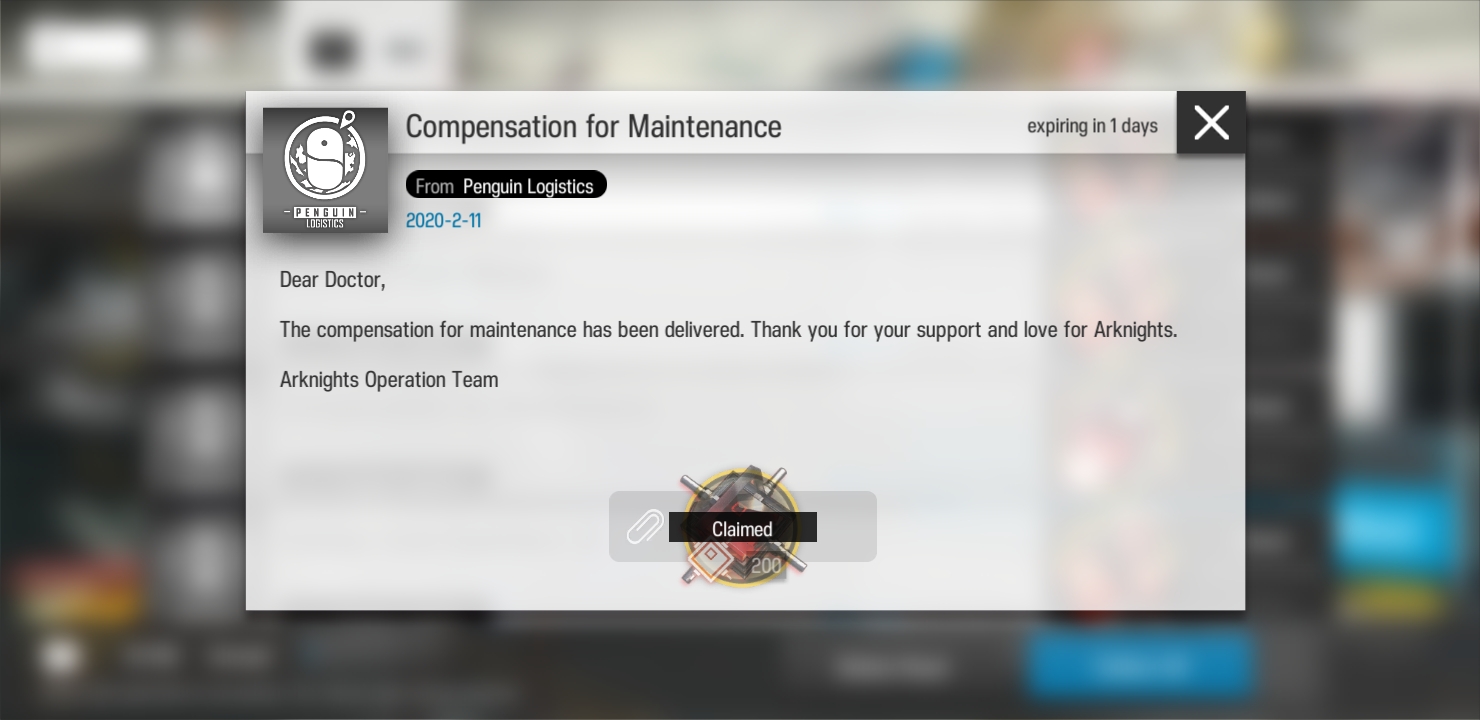 Compensation for Maintenance
expiring in 1 days
PENGUIN
LOGISTICS
From Penguin Logistics
2020-2-11
Dear Doctor,
The compensation for maintenance has been delivered. Thank you for your support and love for Arknights.
Arknights Operation Team
Claimed
200